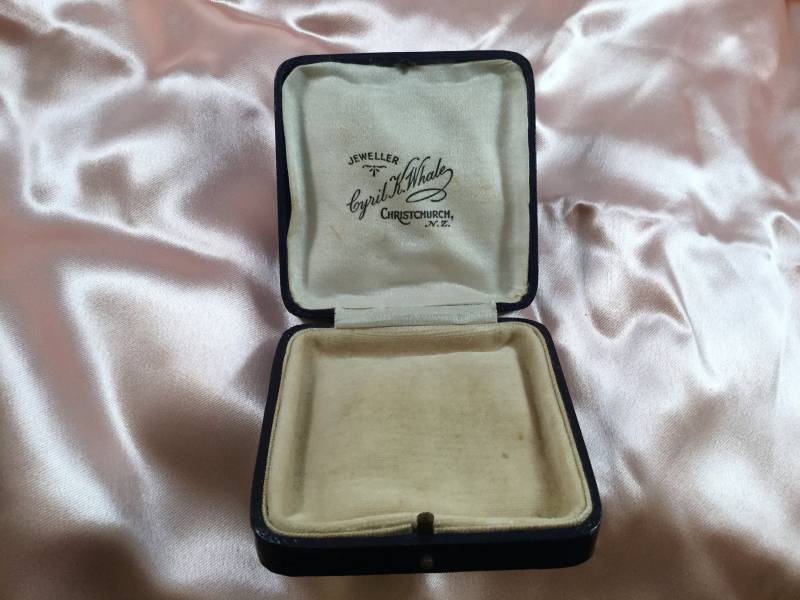 JEWELLER
Cyril K. Whale
CHRISTCHURCH,
N.Z.